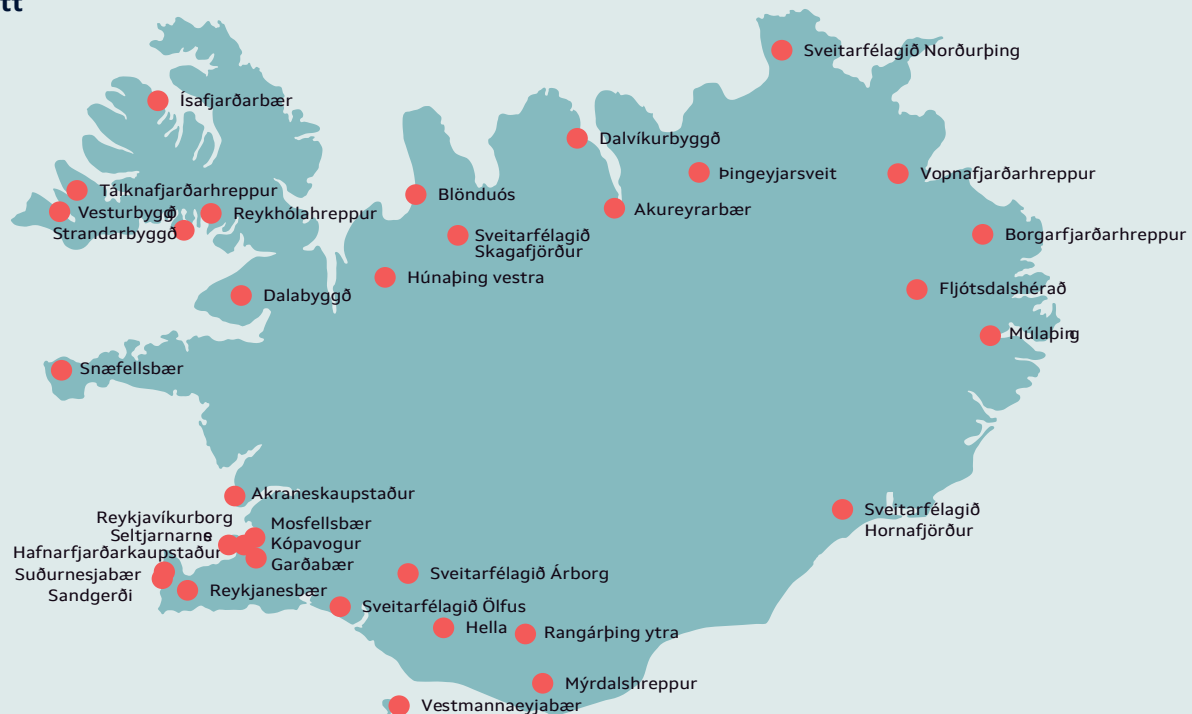 tt
Sveitarfélagið Norðurþing
Ísafjarðarbær
Dalvíkurbyggð
Þingeyjarsveit
Vopnafjarðarhreppur
Tálknafjarðarhreppur
Blönduós
Vesturbyggð
Reykhólahreppur
Akureyrarbær
Strandarbyggð
Sveitarfélagið
Skagafjörður
Borgarfjarðarhreppur
Húnaþing vestra
Fljótsdalshérað
Dalabyggð
Múlaþing
Snæfellsbær
Akraneskaupstaður
Sveitarfélagið
Hornafjörður
Reykjavíkurborg
Mosfellsbær
Seltjarnarnes
Kópavogur
Hafnarfjarðarkaupstaður
Garðabær
Suðurnesjabær
Sveitarfélagið Árborg
Sandgerði
Reykjanesbær
Sveitarfélagið Ölfus
Hella
Rangárþing ytra
Mýrdalshreppur
Vestmannaeyjabær